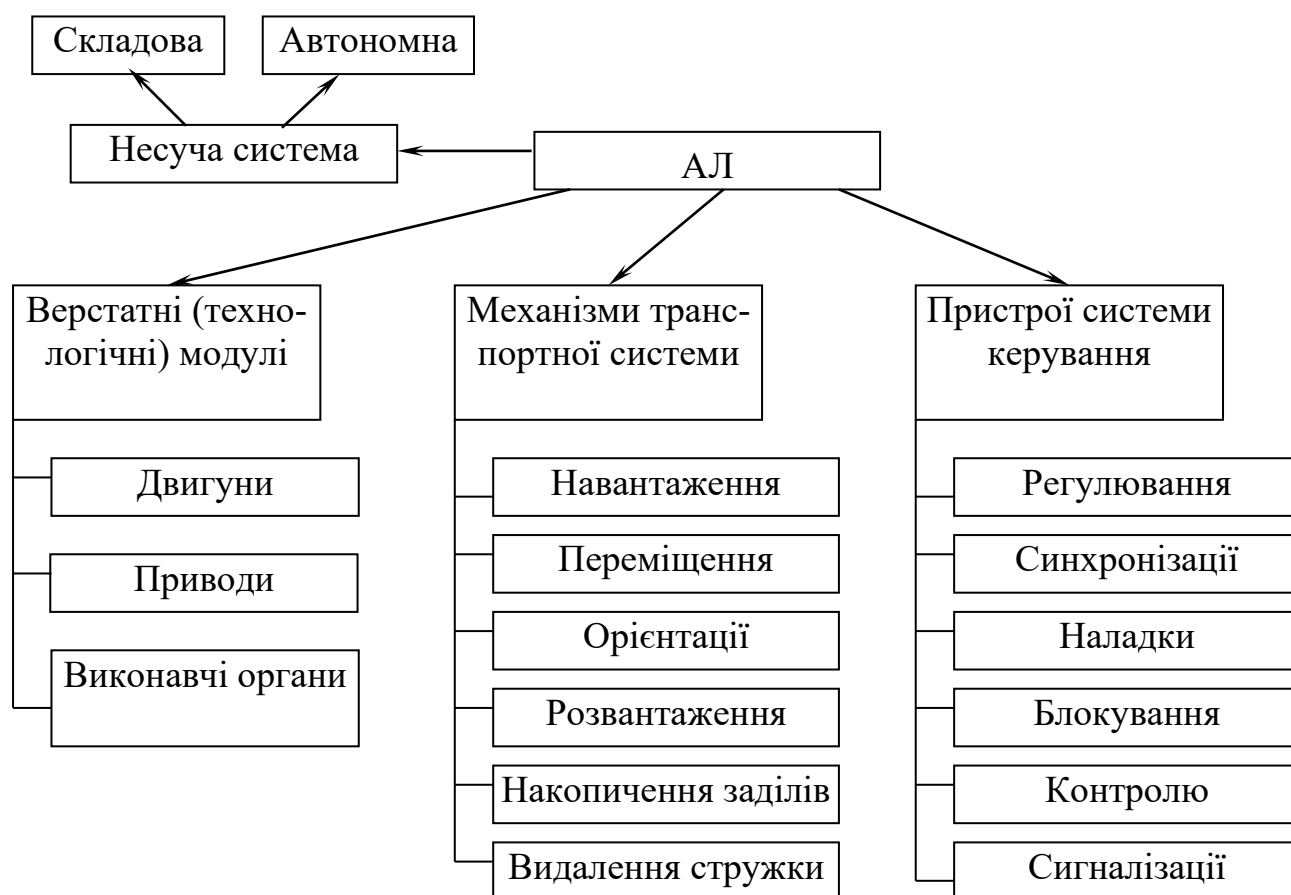 Складова
Автономна
Несуча система
АЛ
Верстатні (техно-
логічні) модулі
Двигуни
Приводи
Виконавчі органи
Механізми транс-
портної системи
Навантаження
Переміщення
Орієнтації
Розвантаження
Накопичення заділів
Видалення стружки
Пристрої системи
керування
Регулювання
Синхронізації
Наладки
Блокування
Контролю
Сигналізації